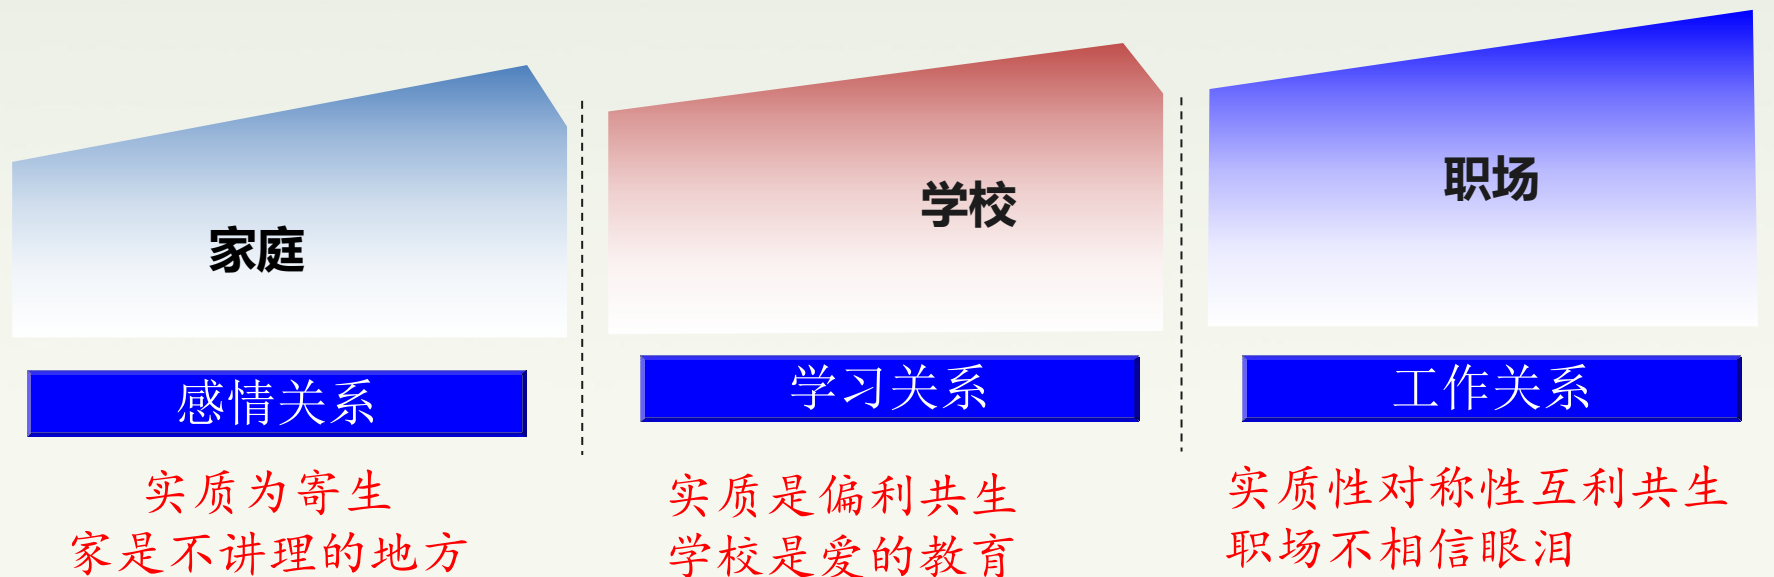 家庭
感情关系
实质为寄生
家是不讲理的地方
学校
学习关系
实质是偏利共生
学校是爱的教育
职场
工作关系
实质性对称性互利共生
职场不相信眼泪